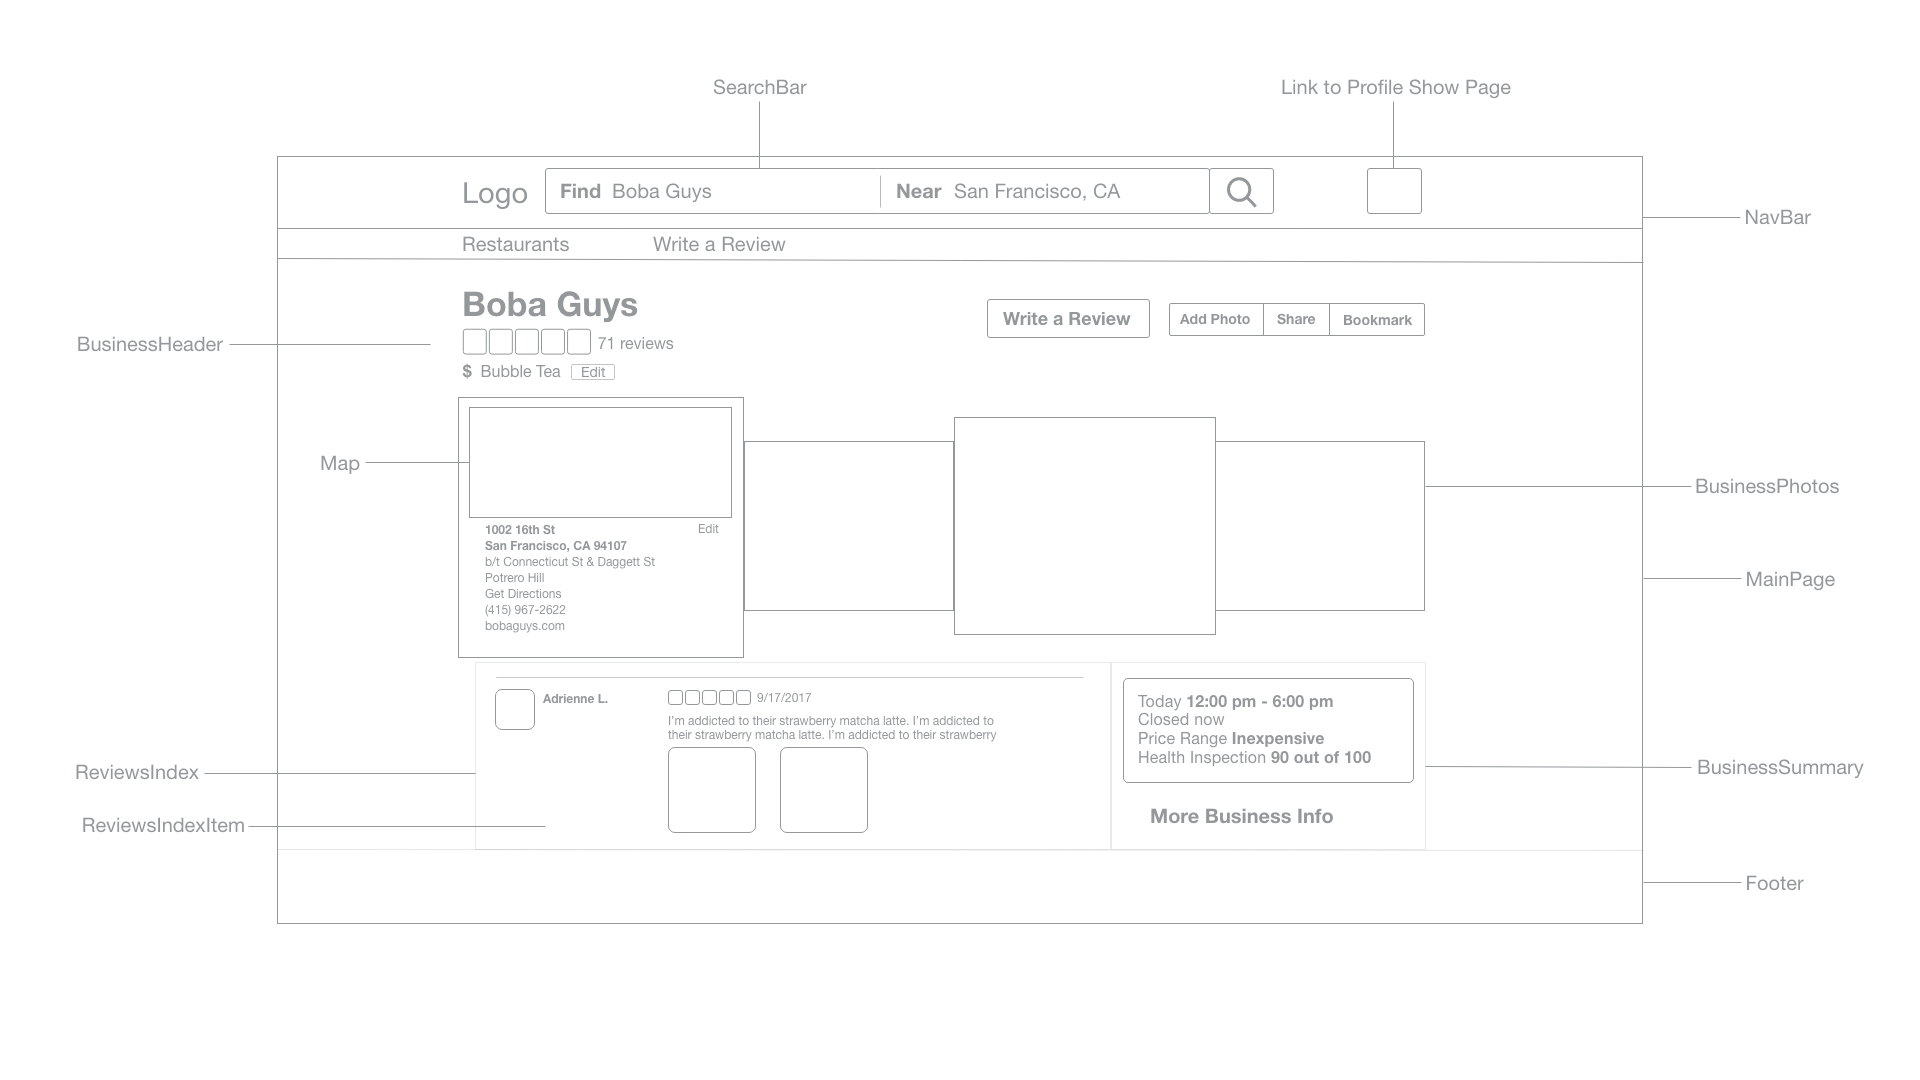 SearchBar
Link to Profile Show Page
Logo
Find Boba Guys
Near San Francisco, CA
NavBar
Restaurants
Write a Review
Boba Guys
Write a Review
Add Photo
Share
Bookmark
BusinessHeader
71 reviews
$ Bubble Tea Edit
Map
BusinessPhotos
1002 16th St
Edit
San Francisco, CA 94107
b/t Connecticut St & Daggett St
Potrero Hill
Get Directions
(415) 967-2622
bobaguys.com
MainPage
Adrienne L.
9/17/2017
I'm addicted to their strawberry matcha latte. I'm addicted to
their strawberry matcha latte. I'm addicted to their strawberry
Today 12:00 pm - 6:00 pm
Closed now
Price Range Inexpensive
Health Inspection 90 out of 100
More Business Info
ReviewsIndex
BusinessSummary
ReviewsIndexItem
Footer